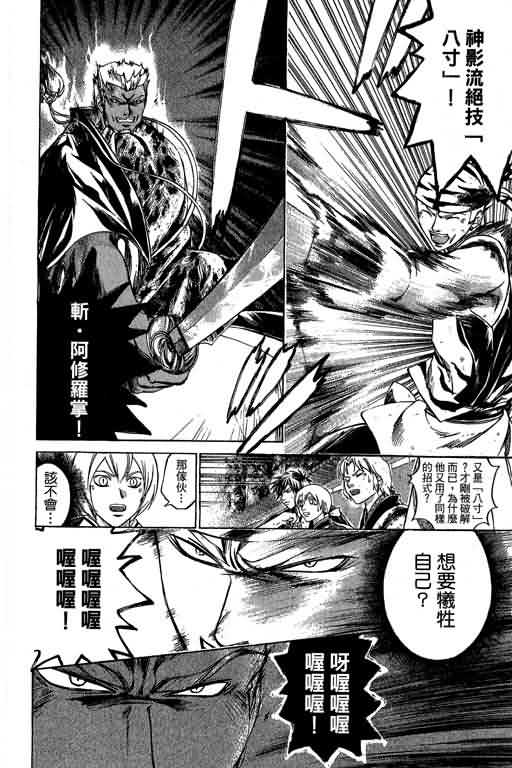 神影流絕技「
八寸」！
斬・阿修羅掌！
又是「八寸」
？才剛被破解
而已，為什麼
他又用了同樣
的招式？
那傢伙…
該不會…
想要犧牲
自己？
喔喔喔喔
喔喔喔！
呀喔喔喔
喔喔喔！